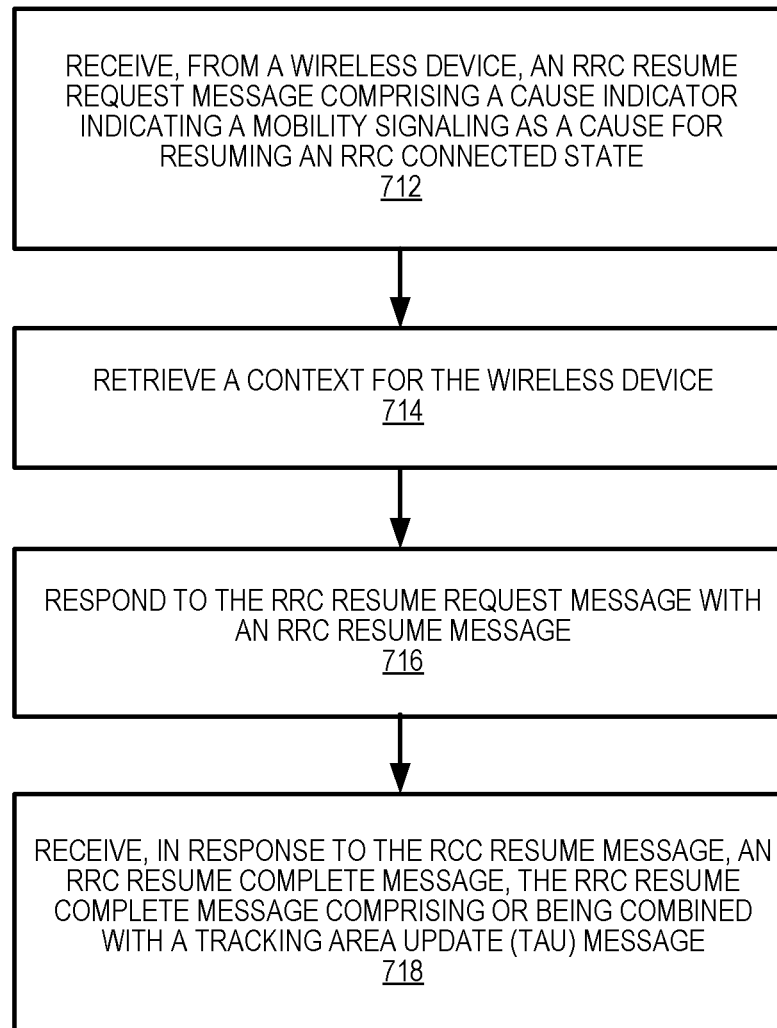 RECEIVE, FROM A WIRELESS DEVICE, AN RRC RESUME
REQUEST MESSAGE COMPRISING A CAUSE INDICATOR
INDICATING A MOBILITY SIGNALING AS A CAUSE FOR
RESUMING AN RRC CONNECTED STATE
712
RETRIEVE A CONTEXT FOR THE WIRELESS DEVICE
714
RESPOND TO THE RRC RESUME REQUEST MESSAGE WITH
AN RRC RESUME MESSAGE
716
RECEIVE, IN RESPONSE TO THE RCC RESUME MESSAGE, AN
RRC RESUME COMPLETE MESSAGE, THE RRC RESUME
COMPLETE MESSAGE COMPRISING OR BEING COMBINED
WITH A TRACKING AREA UPDATE (TAU) MESSAGE
718